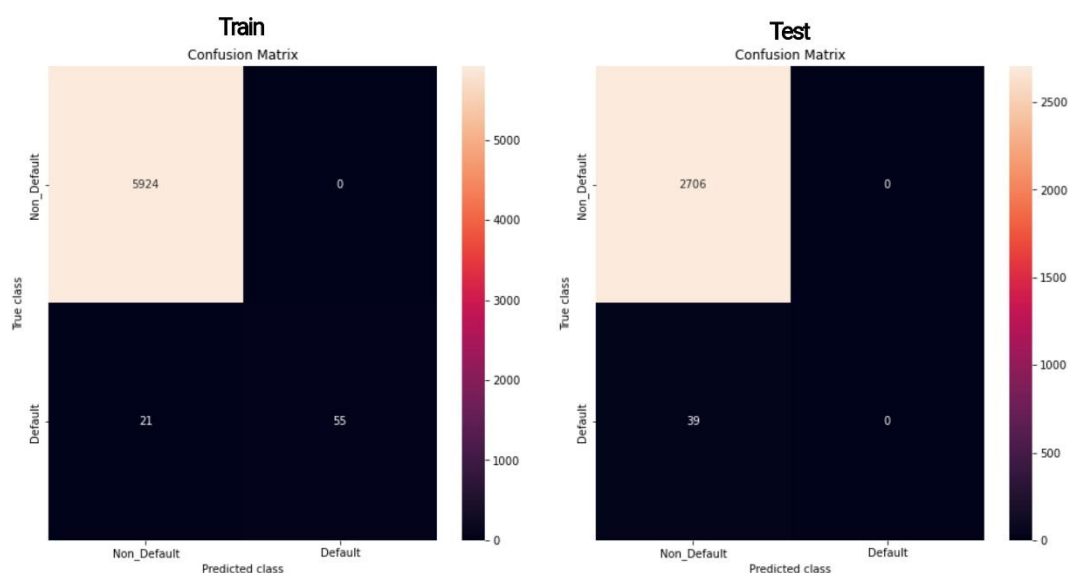 Train
Confusion Matrix
Non_Default
Default
True class
5924
0
21
55
Non_Default
Default
Predicted class
5000
4000
3000
2000
1000
0
Test
Confusion Matrix
Non_Default
Default
True class
2706
0
39
0
Non_Default
Default
Predicted class
2500
2000
1500
1000
500
0